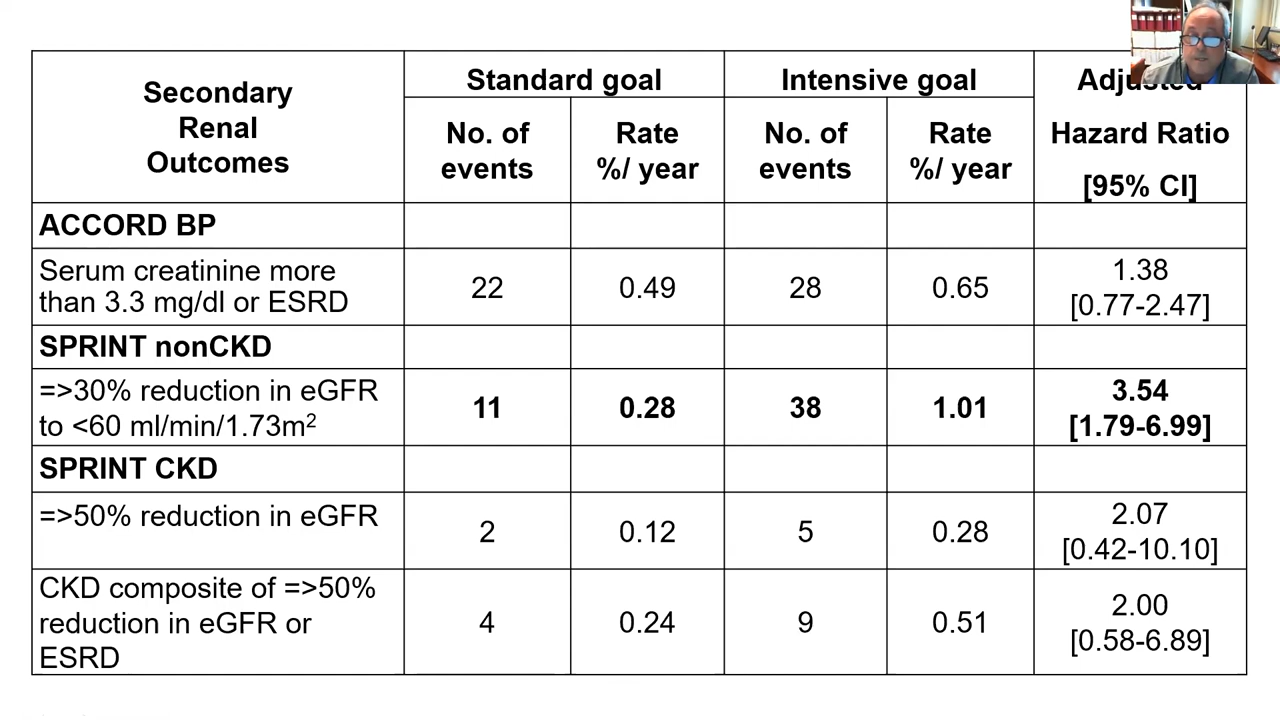 Secondary
Renal
Outcomes
Standard goal
Intensive goal
Adjusted
Hazard Ratio
[95% CI]
No. of
events
Rate
%/ year
No. of
events
Rate
%/ year
ACCORD BP
Serum creatinine more
than 3.3 mg/dl or ESRD
22
0.49
28
0.65
1.38
[0.77-2.47]
SPRINT nonCKD
=>30% reduction in eGFR
to <60 ml/min/1.73m²
11
0.28
38
1.01
3.54
[1.79-6.99]
SPRINT CKD
=>50% reduction in eGFR
2
0.12
5
0.28
2.07
[0.42-10.10]
CKD composite of =>50%
reduction in eGFR or
ESRD
4
0.24
9
0.51
2.00
[0.58-6.89]